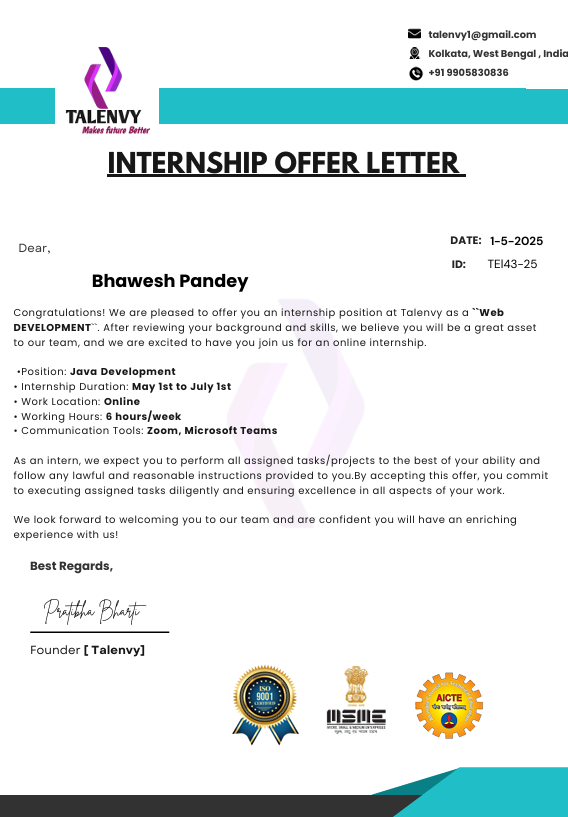 talenvy1@gmail.com
Kolkata, West Bengal , India
+91 9905830836
TALENVY
Makes future Better
INTERNSHIP OFFER LETTER
DATE: 1-5-2025
Dear,
ID: TEI43-25
Bhawesh Pandey
Congratulations! We are pleased to offer you an internship position at Talenvy as a ``Web
DEVELOPMENT``. After reviewing your background and skills, we believe you will be a great asset
to our team, and we are excited to have you join us for an online internship.
•Position: Java Development
• Internship Duration: May 1st to July 1st
• Work Location: Online
• Working Hours: 6 hours/week
• Communication Tools: Zoom, Microsoft Teams
As an intern, we expect you to perform all assigned tasks/projects to the best of your ability and
follow any lawful and reasonable instructions provided to you.By accepting this offer, you commit
to executing assigned tasks diligently and ensuring excellence in all aspects of your work.
We look forward to welcoming you to our team and are confident you will have an enriching
experience with us!
Best Regards,
Pratibha Bharti
Founder [ Talenvy]
ISO
9001
CERTIFIED
MSME
MICRO, SMALL & MEDIUM ENTERPRISES
AICTE